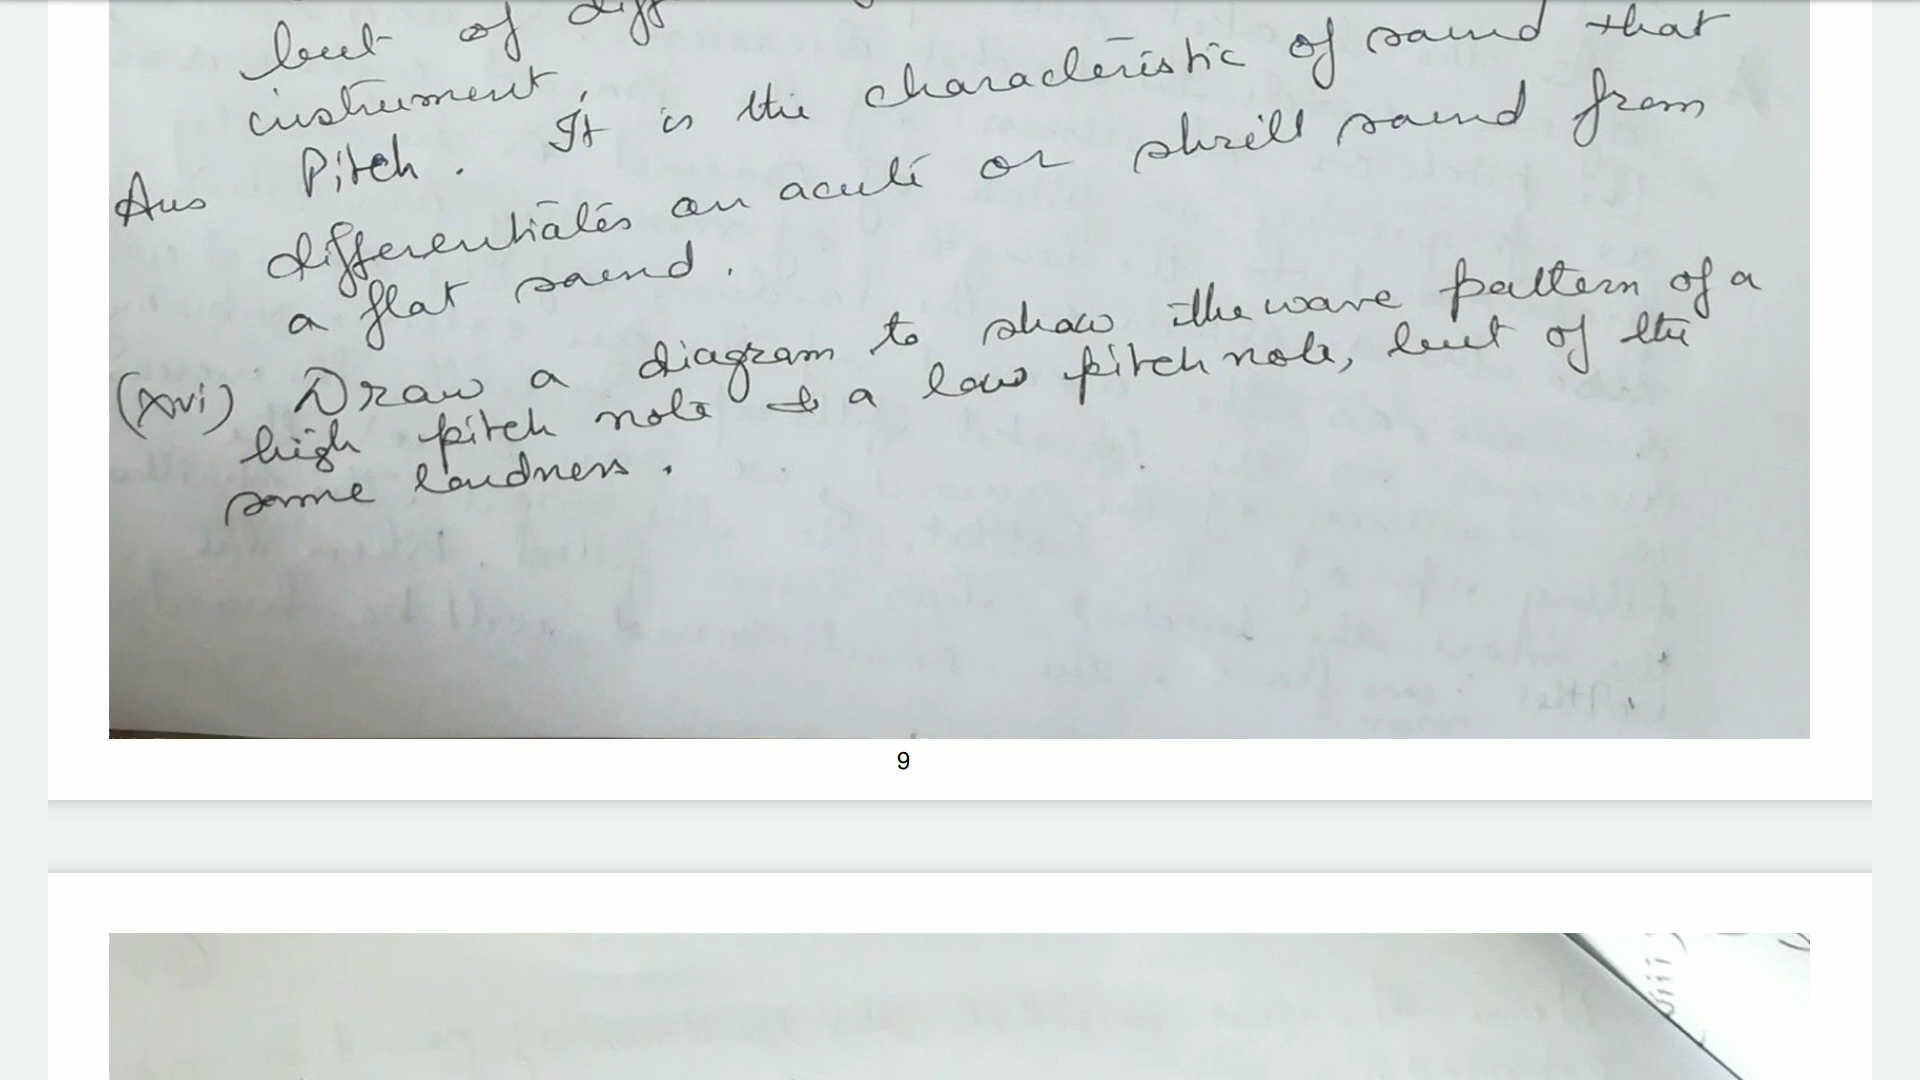 but of diff
instrument.
Ans Pitch. It is the characteristic of sound that
differentiates an acute or shrill sound from
a flat sound.
(xvi) Draw a diagram to show the wave pattern of a
high pitch note & a low pitch note, but of the
same loudness.
9